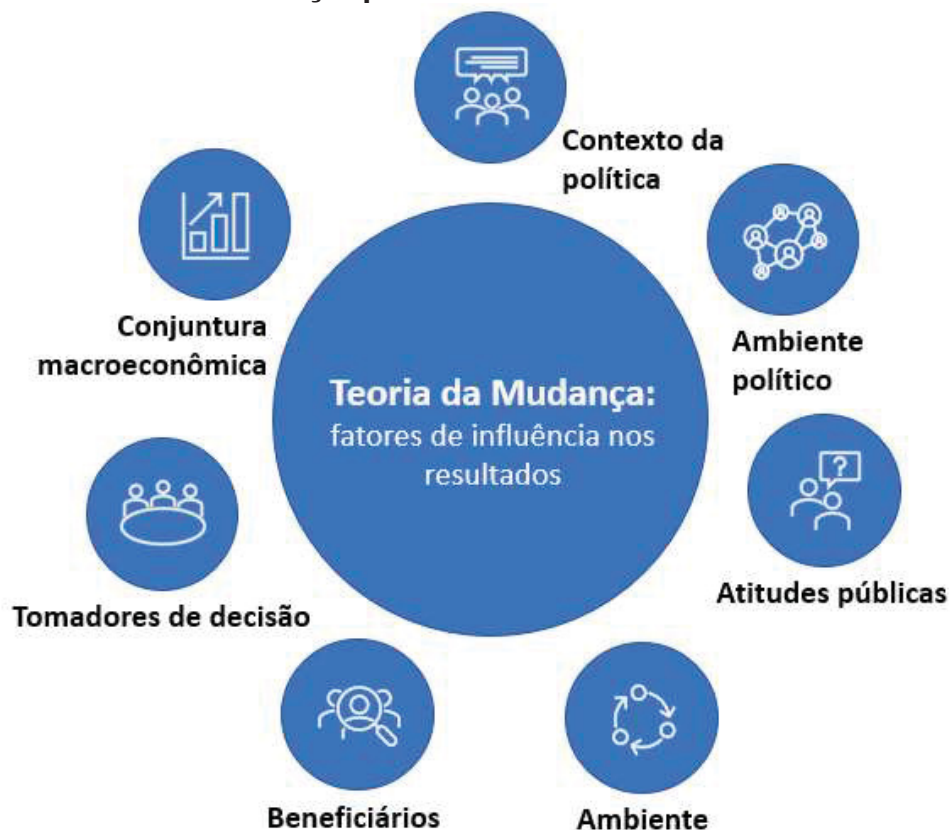 Contexto da
política
Ambiente
político
Atitudes públicas
Ambiente
Beneficiários
Tomadores de decisão
Conjuntura
macroeconômica
Teoria da Mudança:
fatores de influência nos
resultados
?